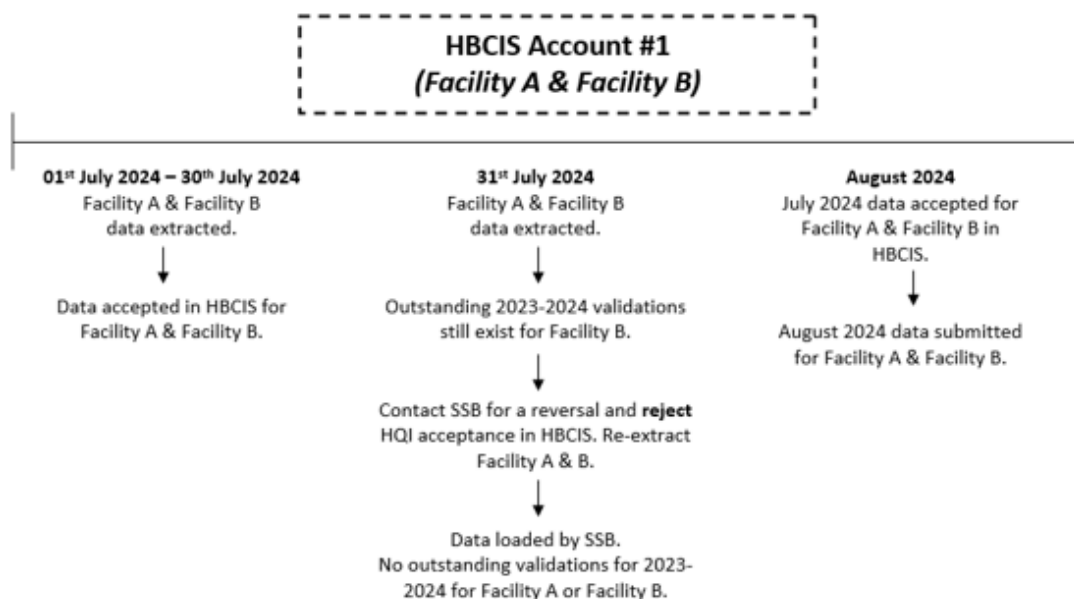 HBCIS Account #1
(Facility A & Facility B)
01st July 2024 – 30th July 2024
Facility A & Facility B
data extracted.
Data accepted in HBCIS for
Facility A & Facility B.
31st July 2024
Facility A & Facility B
data extracted.
Outstanding 2023-2024 validations
still exist for Facility B.
Contact SSB for a reversal and reject
HQI acceptance in HBCIS. Re-extract
Facility A & B.
Data loaded by SSB.
No outstanding validations for 2023-
2024 for Facility A or Facility B.
August 2024
July 2024 data accepted for
Facility A & Facility B in
HBCIS.
August 2024 data submitted
for Facility A & Facility B.